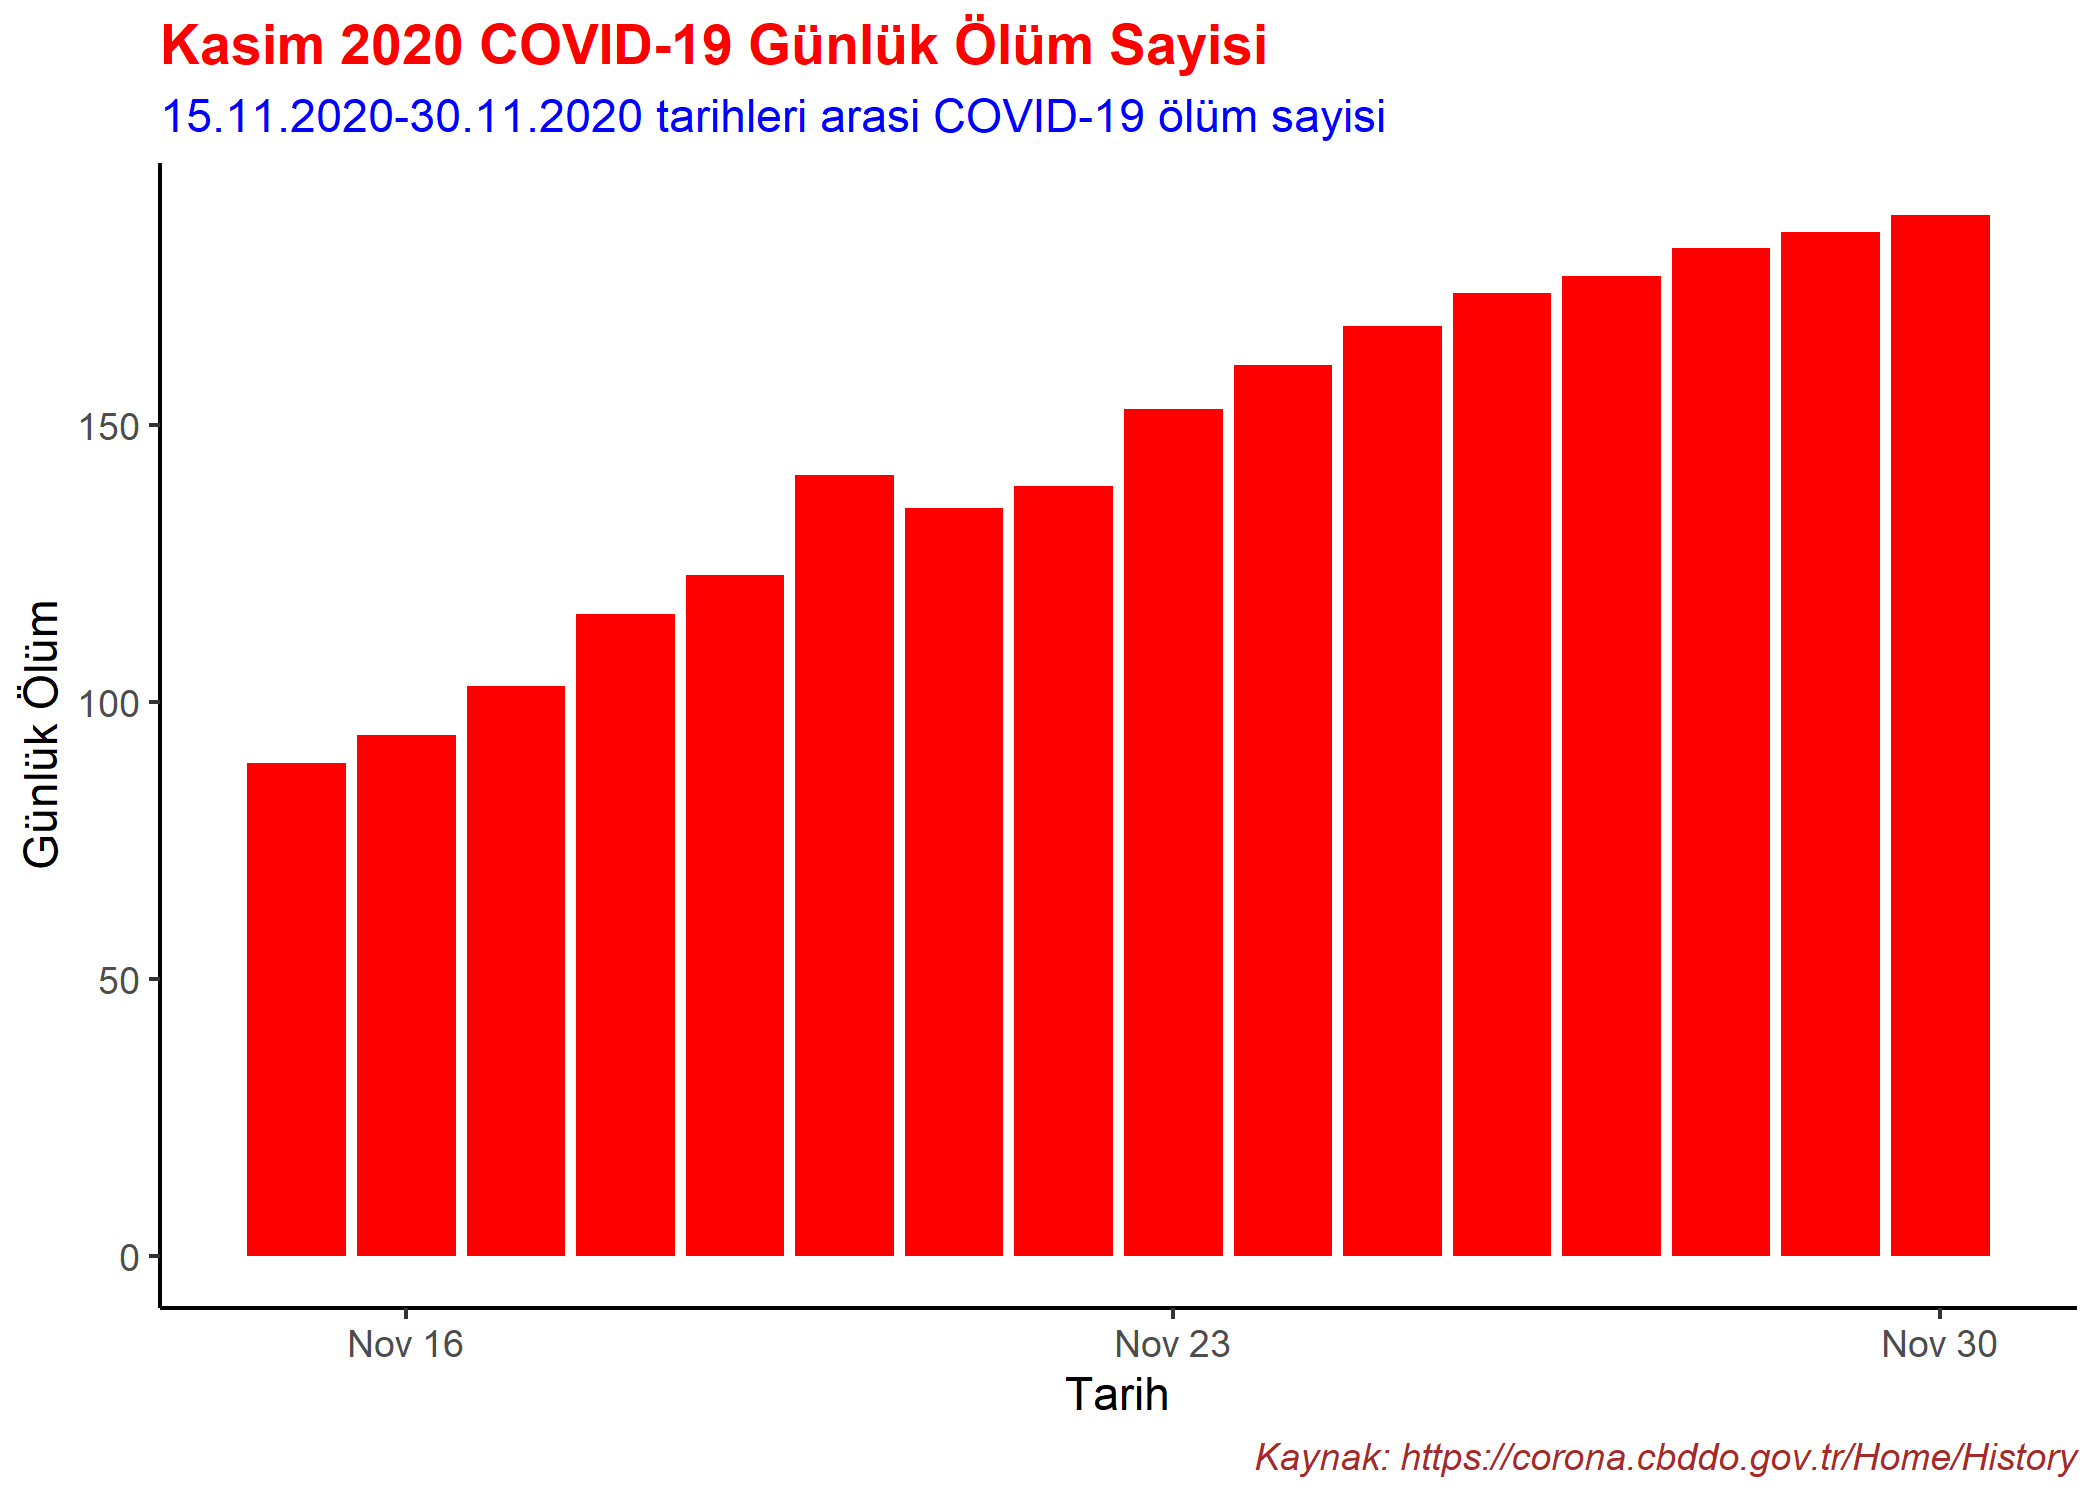 Kasim 2020 COVID-19 Günlük Ölüm Sayisi
15.11.2020-30.11.2020 tarihleri arasi COVID-19 ölüm sayisi
Günlük Ölüm
150
100
50
0
Nov 16
Nov 23
Nov 30
Tarih
Kaynak: https://corona.cbddo.gov.tr/Home/History